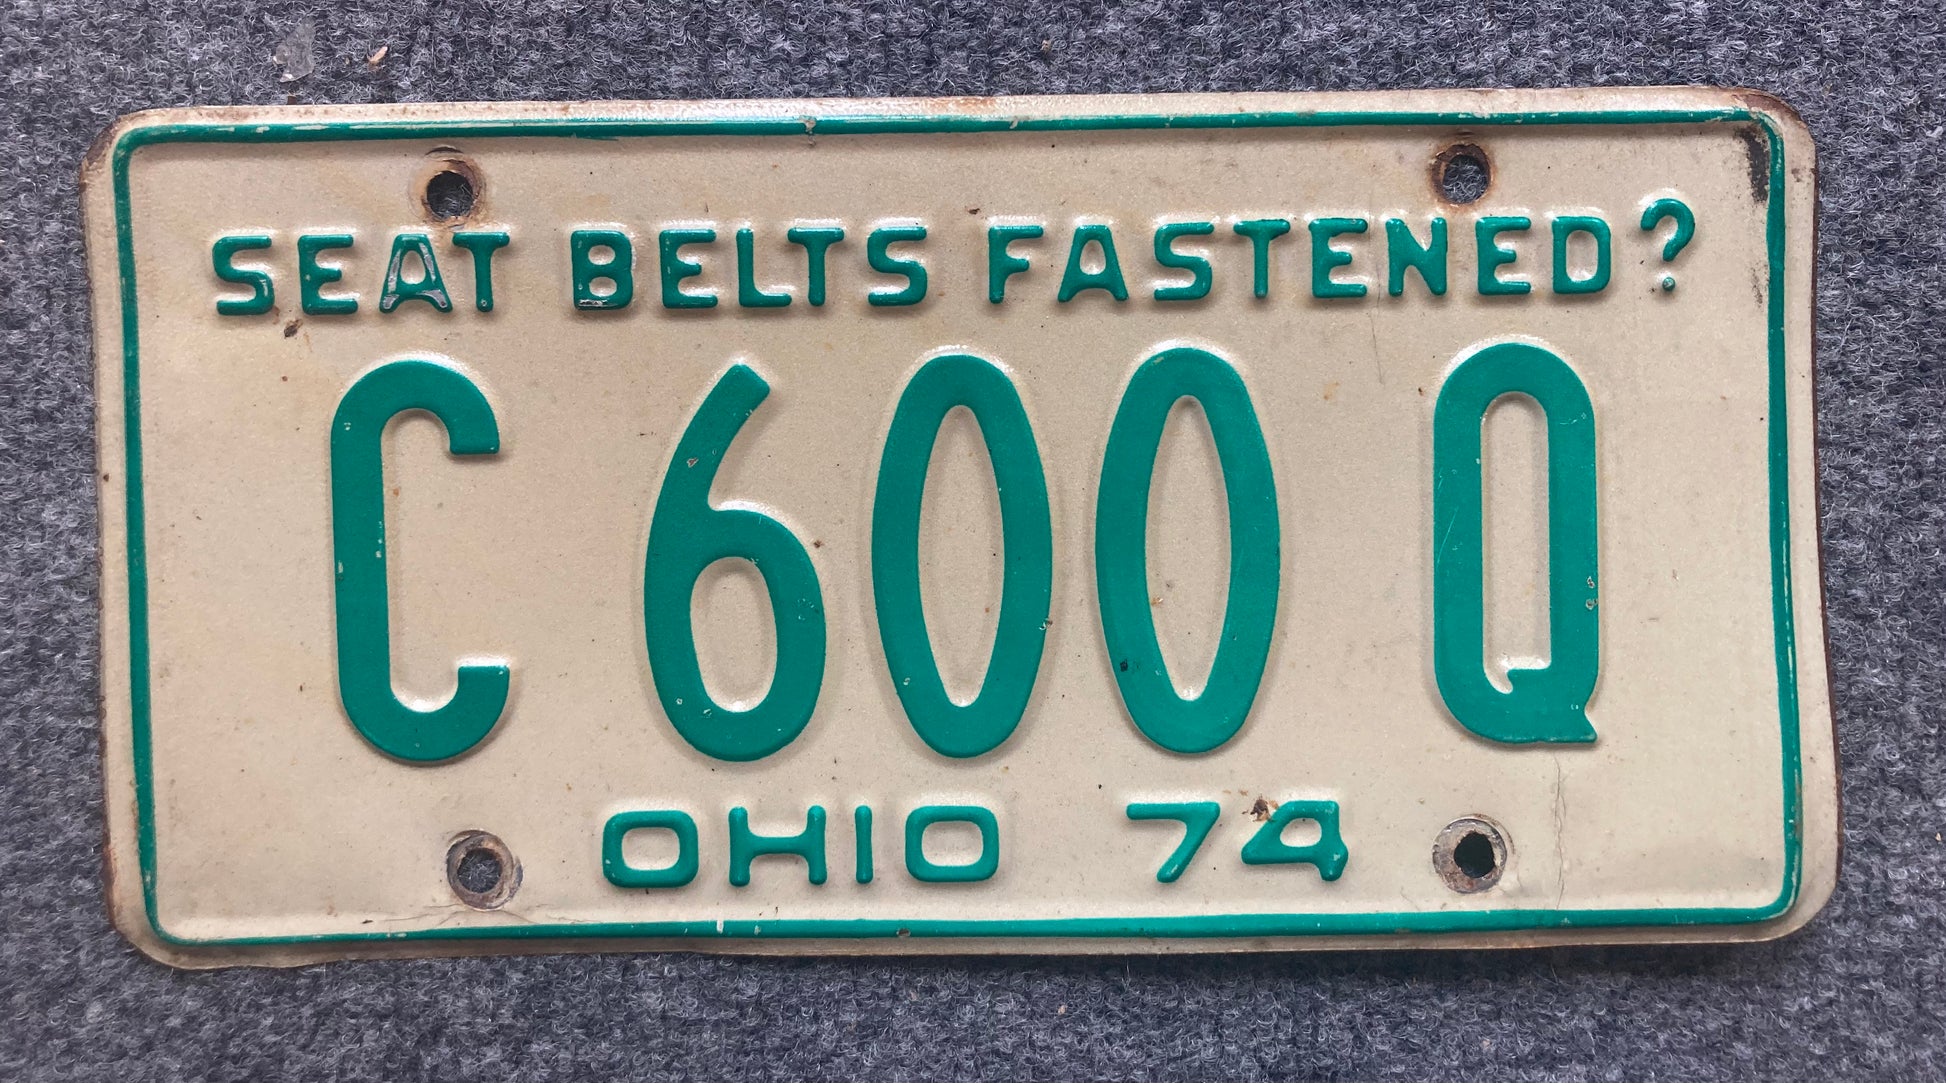 SEAT BELTS FASTENED?
C 600 Q
OHIO 74